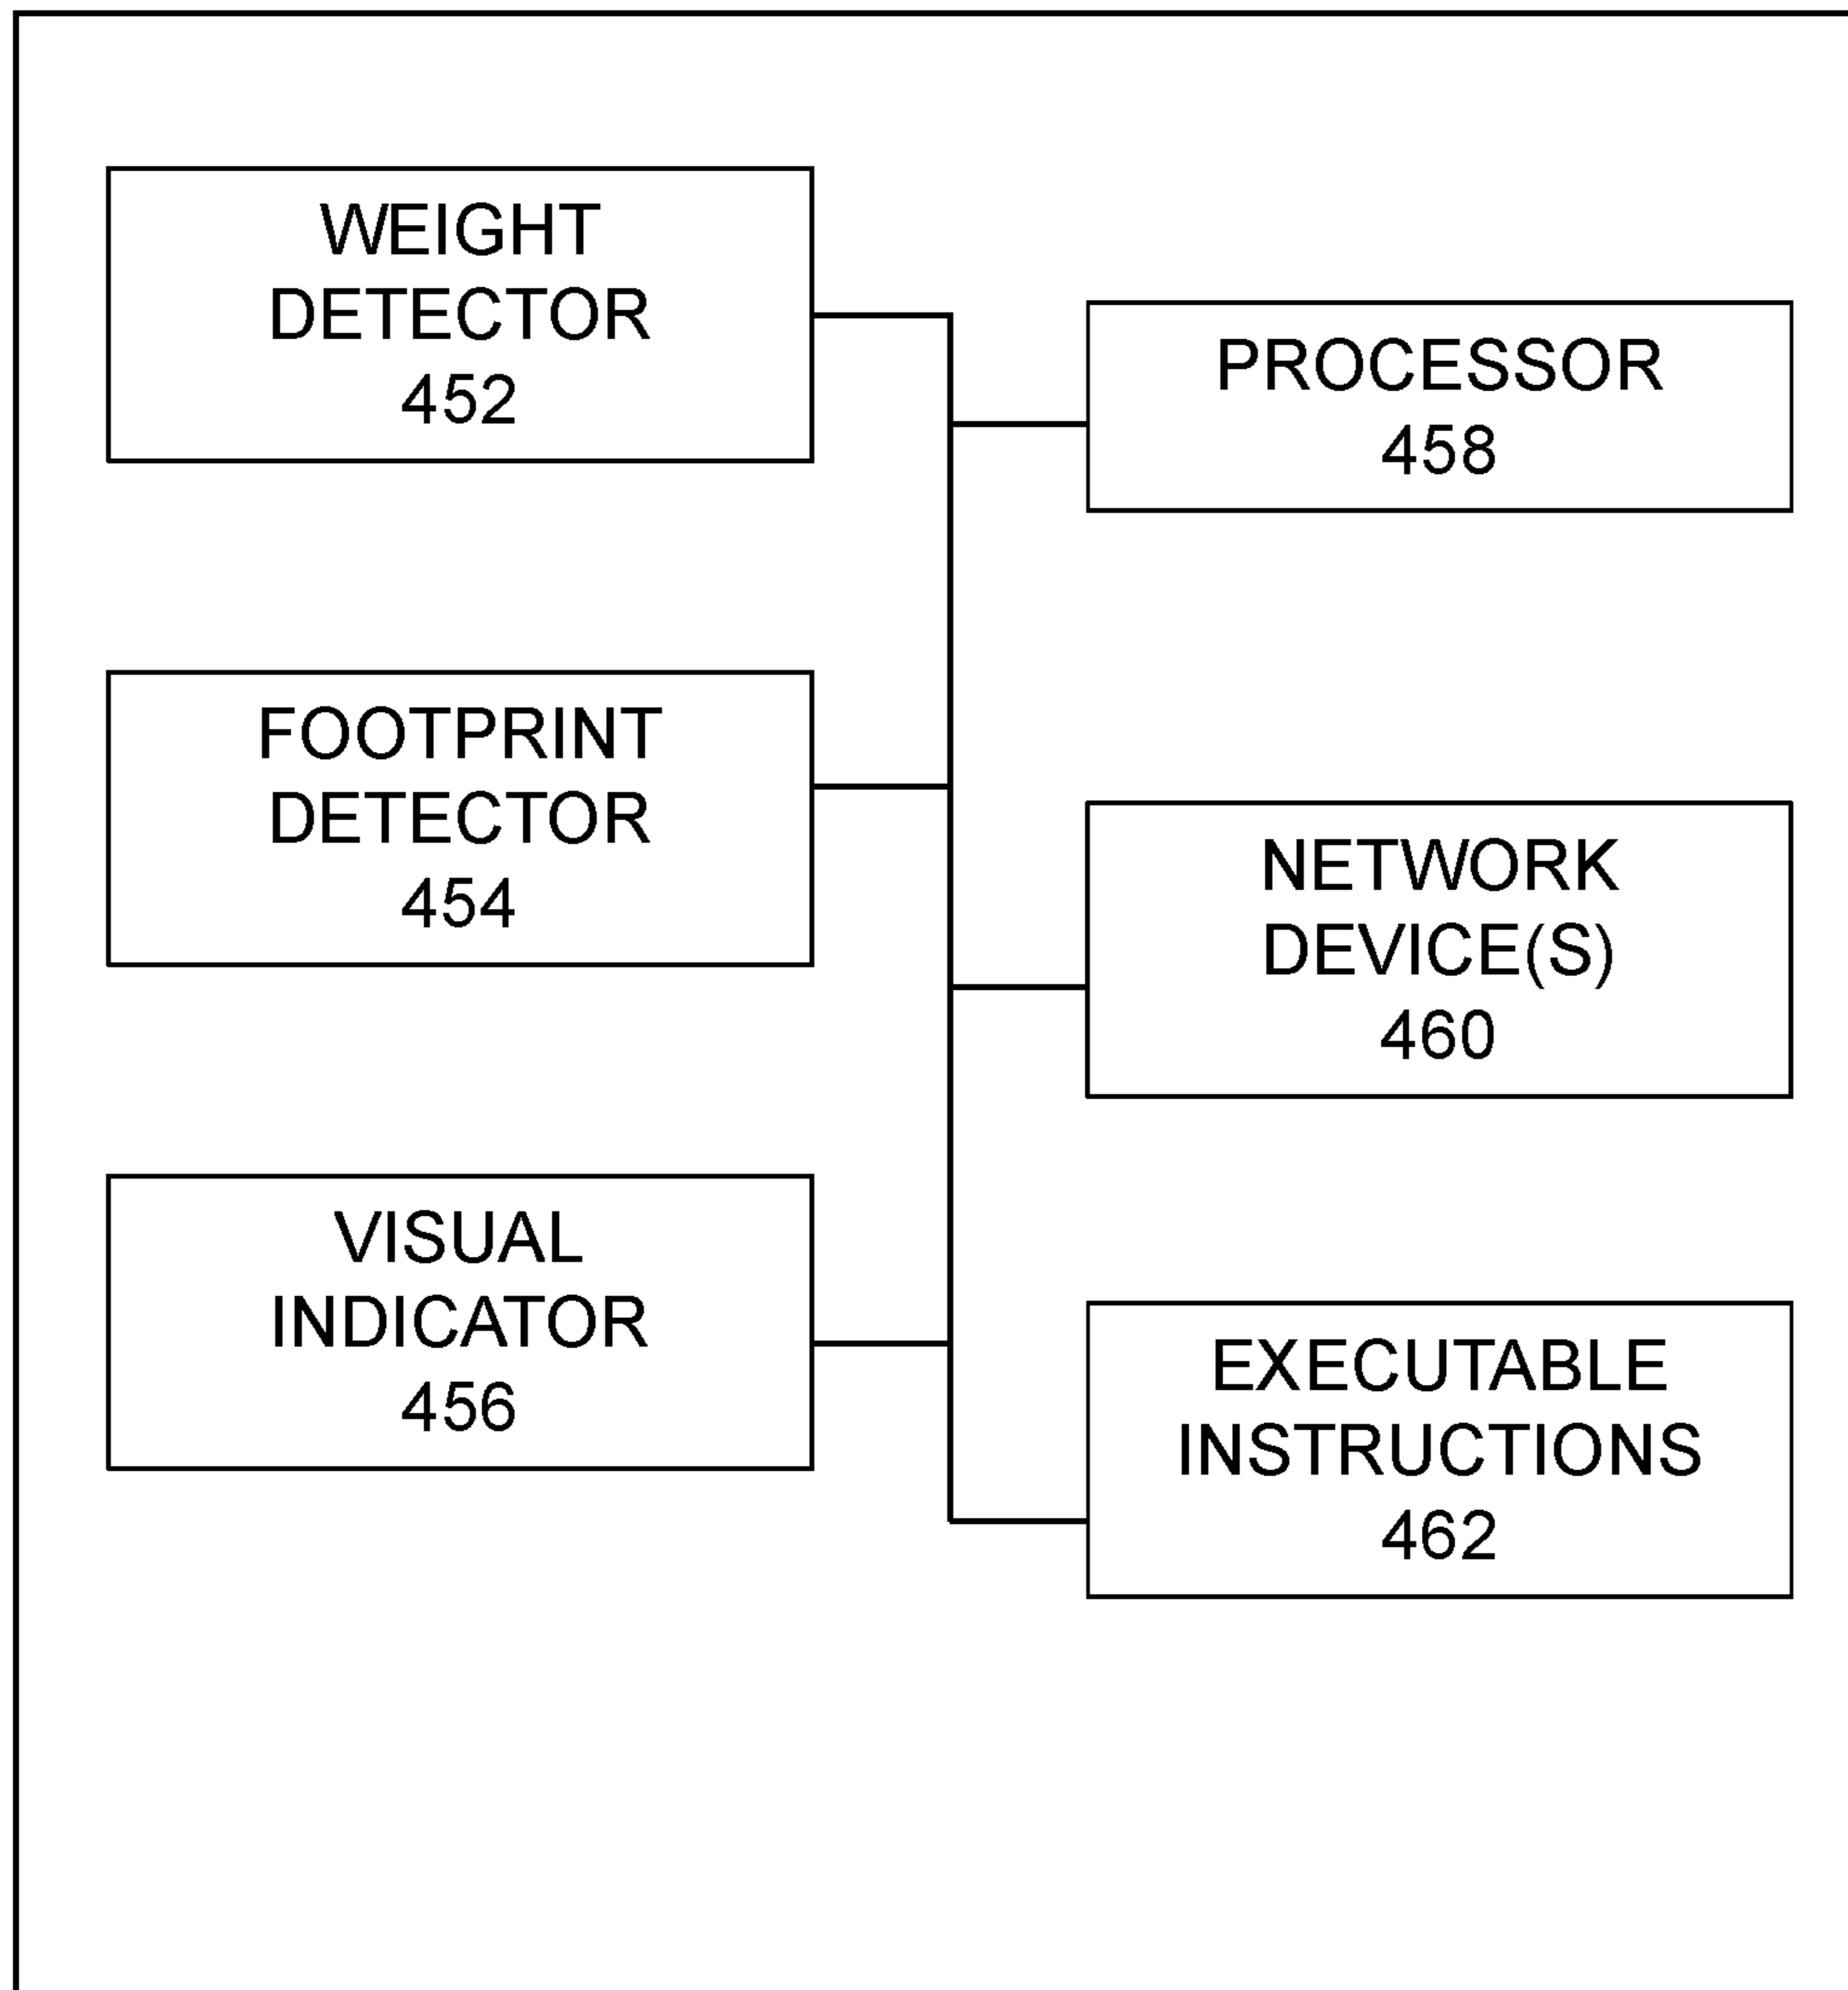 WEIGHT
DETECTOR
452
FOOTPRINT
DETECTOR
454
VISUAL
INDICATOR
456
PROCESSOR
458
NETWORK
DEVICE(S)
460
EXECUTABLE
INSTRUCTIONS
462